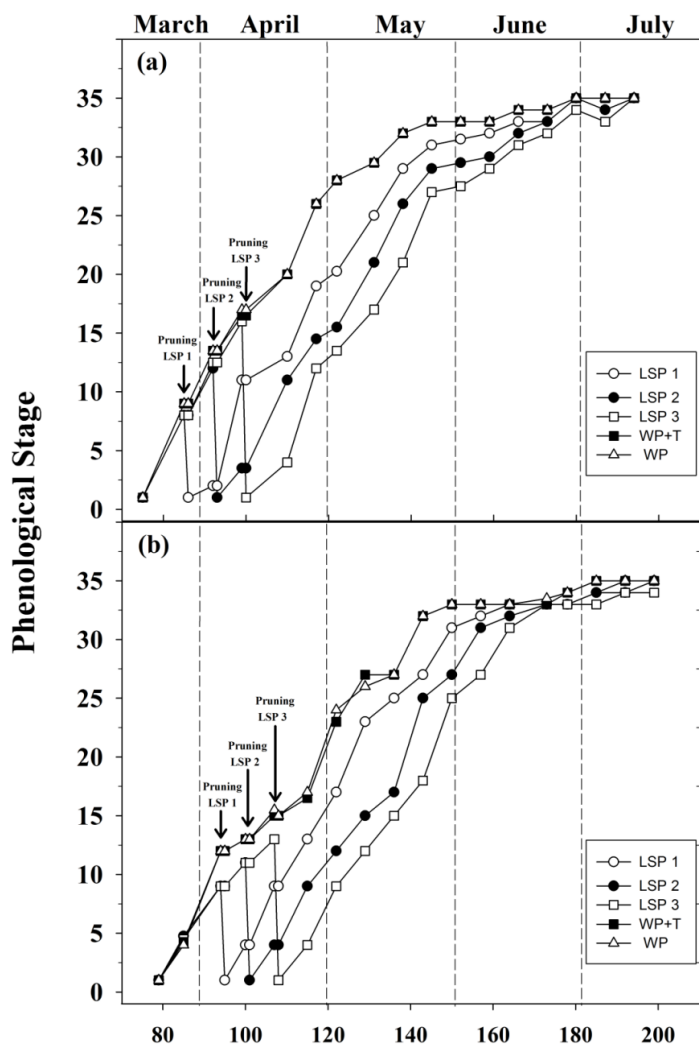 March April May June July
(a)
35
30
25
20
15
10
5
0
Pruning
LSP 1
Pruning
LSP 2
Pruning
LSP 3
LSP 1
LSP 2
LSP 3
WP+T
WP
Phenological Stage
(b)
35
30
25
20
15
10
5
0
Pruning
LSP 1
Pruning
LSP 2
Pruning
LSP 3
LSP 1
LSP 2
LSP 3
WP+T
WP
80 100 120 140 160 180 200